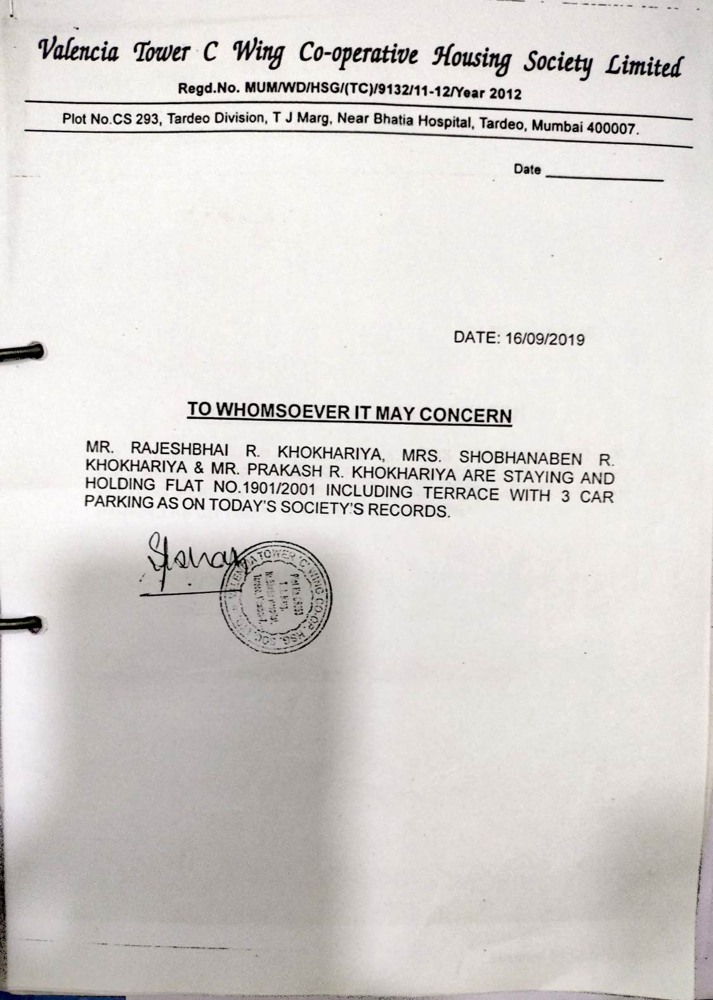 Valencia Tower C Wing Co-operative Housing Society Limited
Regd.No. MUM/WD/HSG/(TC)/9132/11-12/Year 2012
Plot No.CS 293, Tardeo Division, T J Marg, Near Bhatia Hospital, Tardeo, Mumbai 400007.
Date
DATE: 16/09/2019
TO WHOMSOEVER IT MAY CONCERN
MR. RAJESHBHAI R. KHOKHARIYA, MRS. SHOBHANABEN R.
KHOKHARIYA & MR. PRAKASH R. KHOKHARIYA ARE STAYING AND
HOLDING FLAT NO.1901/2001 INCLUDING TERRACE WITH 3 CAR
PARKING AS ON TODAY'S SOCIETY'S RECORDS.
VALENCIA TOWER 'C' WING CO-OP. HSG. SOC.